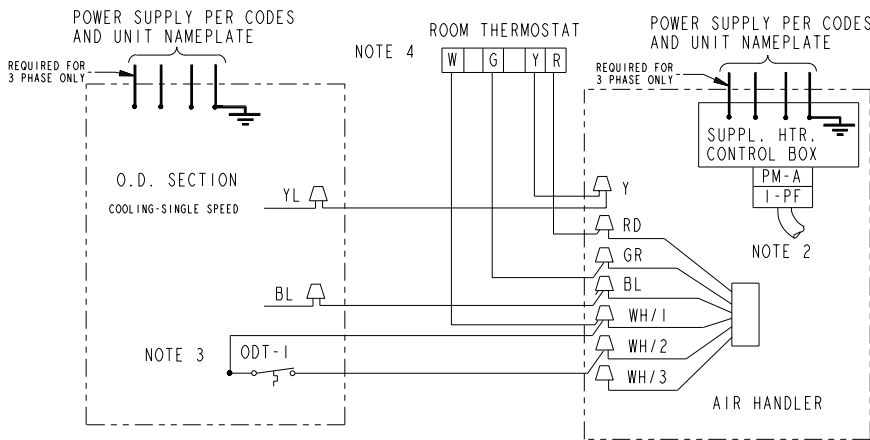 POWER SUPPLY PER CODES
AND UNIT NAMEPLATE
REQUIRED FOR
3 PHASE ONLY
NOTE 4
ROOM THERMOSTAT
W G Y R
POWER SUPPLY PER CODES
AND UNIT NAMEPLATE
REQUIRED FOR
3 PHASE ONLY
SUPPL. HTR.
CONTROL BOX
PM-A
1-PF
NOTE 2
O.D. SECTION
COOLING-SINGLE SPEED
YL
Y
RD
GR
BL
BL
WH/1
WH/2
WH/3
NOTE 3
ODT-1
AIR HANDLER